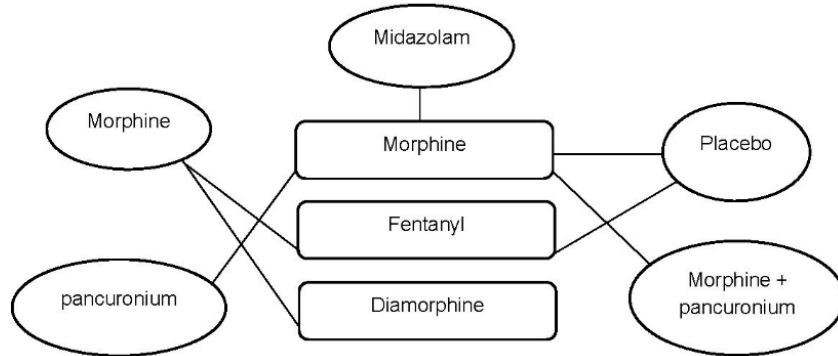 Midazolam
Morphine
Morphine
Placebo
Fentanyl
pancuronium
Diamorphine
Morphine +
pancuronium